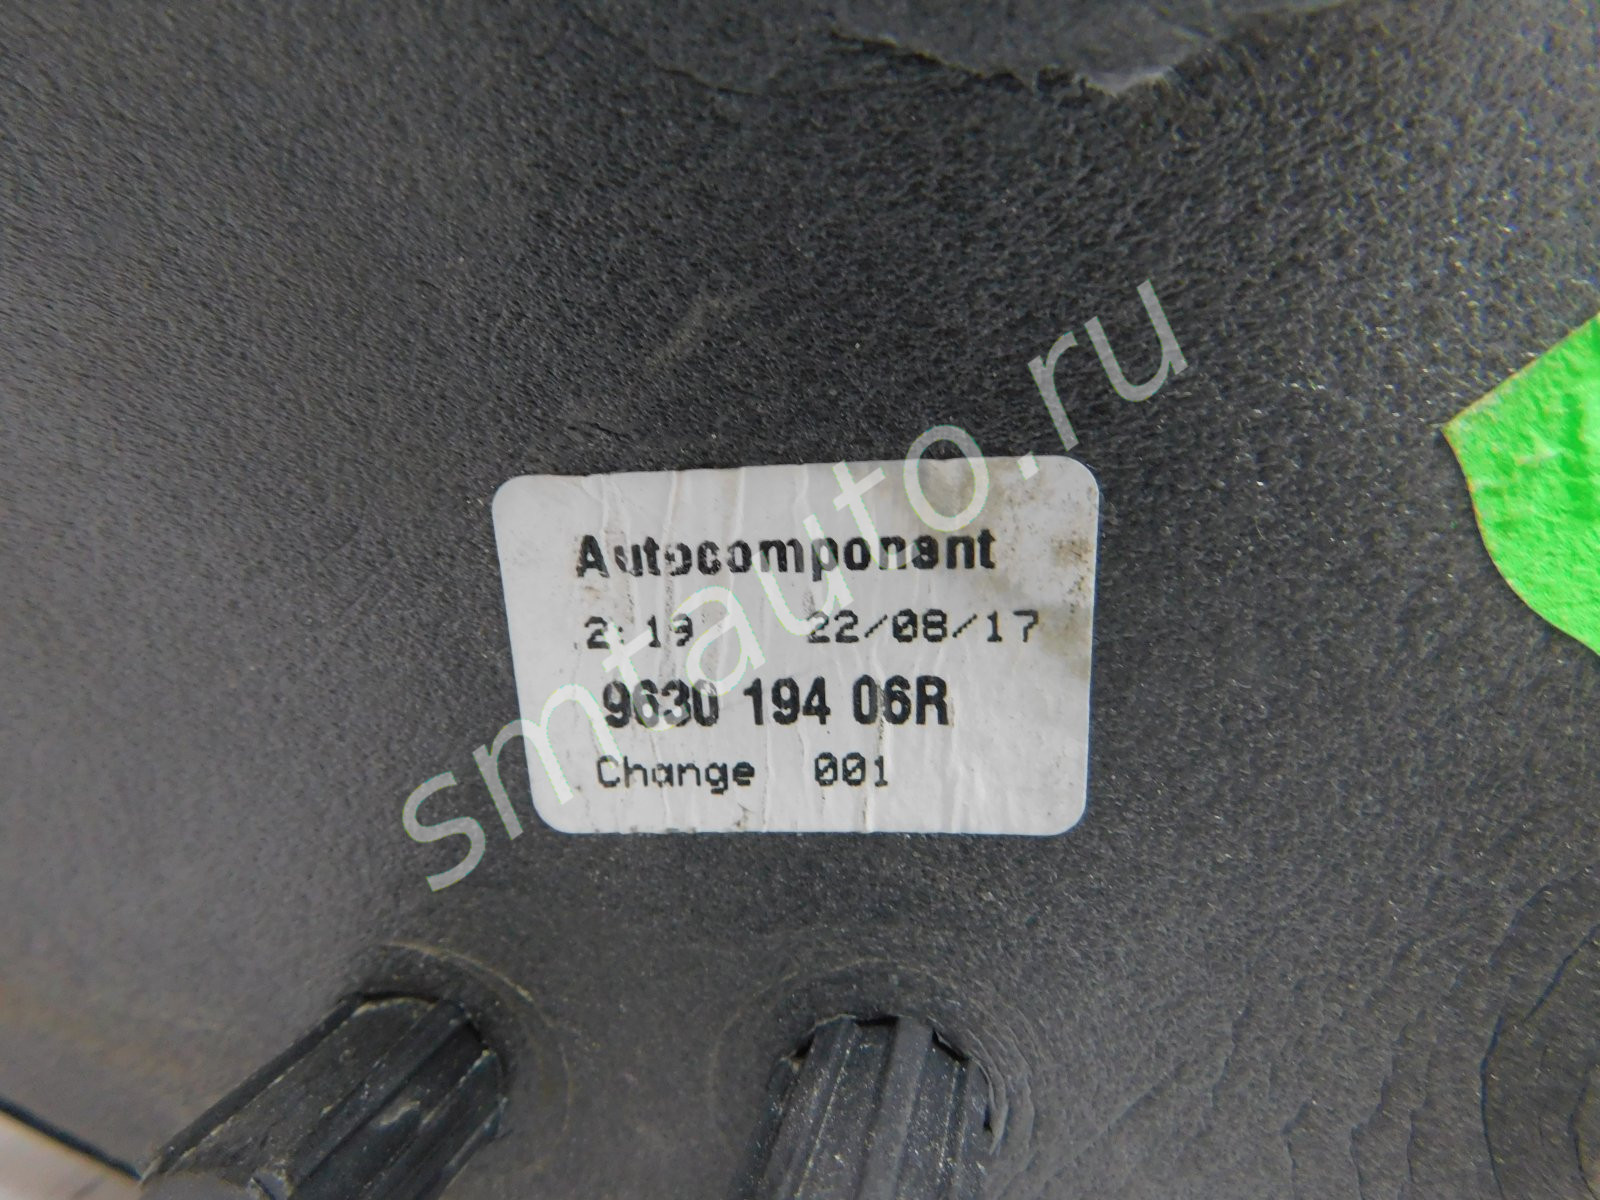 Autocomponent
2:19 22/08/17
9630 194 06R
Change 001
smtauto.ru